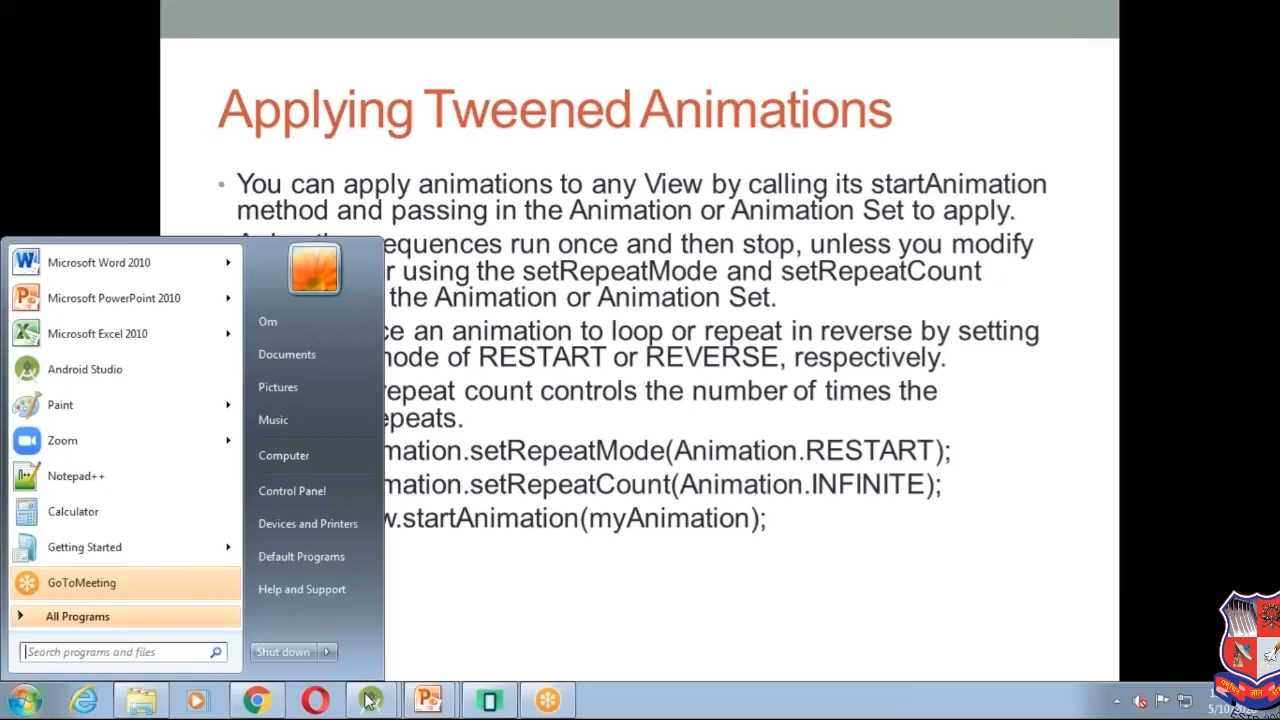 Applying Tweened Animations
• You can apply animations to any View by calling its startAnimation
method and passing in the Animation or Animation Set to apply.
equences run once and then stop, unless you modify
r using the setRepeatMode and setRepeatCount
the Animation or Animation Set.
ce an animation to loop or repeat in reverse by setting
node of RESTART or REVERSE, respectively.
repeat count controls the number of times the
epeats.
mation.setRepeatMode(Animation.RESTART);
mation.setRepeatCount(Animation.INFINITE);
w.startAnimation(myAnimation);
Microsoft Word 2010
Microsoft PowerPoint 2010
Microsoft Excel 2010
Android Studio
Paint
Zoom
Notepad++
Calculator
Getting Started
GoToMeeting
All Programs
Search programs and files
Om
Documents
Pictures
Music
Computer
Control Panel
Devices and Printers
Default Programs
Help and Support
Shut down